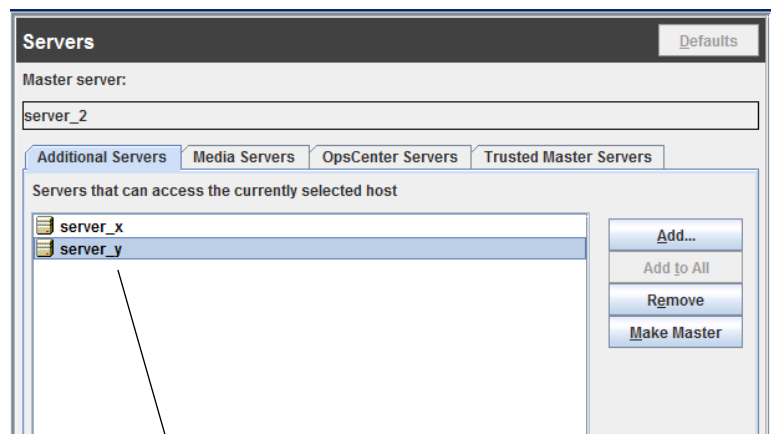 Servers
Defaults
Master server:
server_2
Additional Servers Media Servers OpsCenter Servers Trusted Master Servers
Servers that can access the currently selected host
server_x
server_y
Add...
Add to All
Remove
Make Master